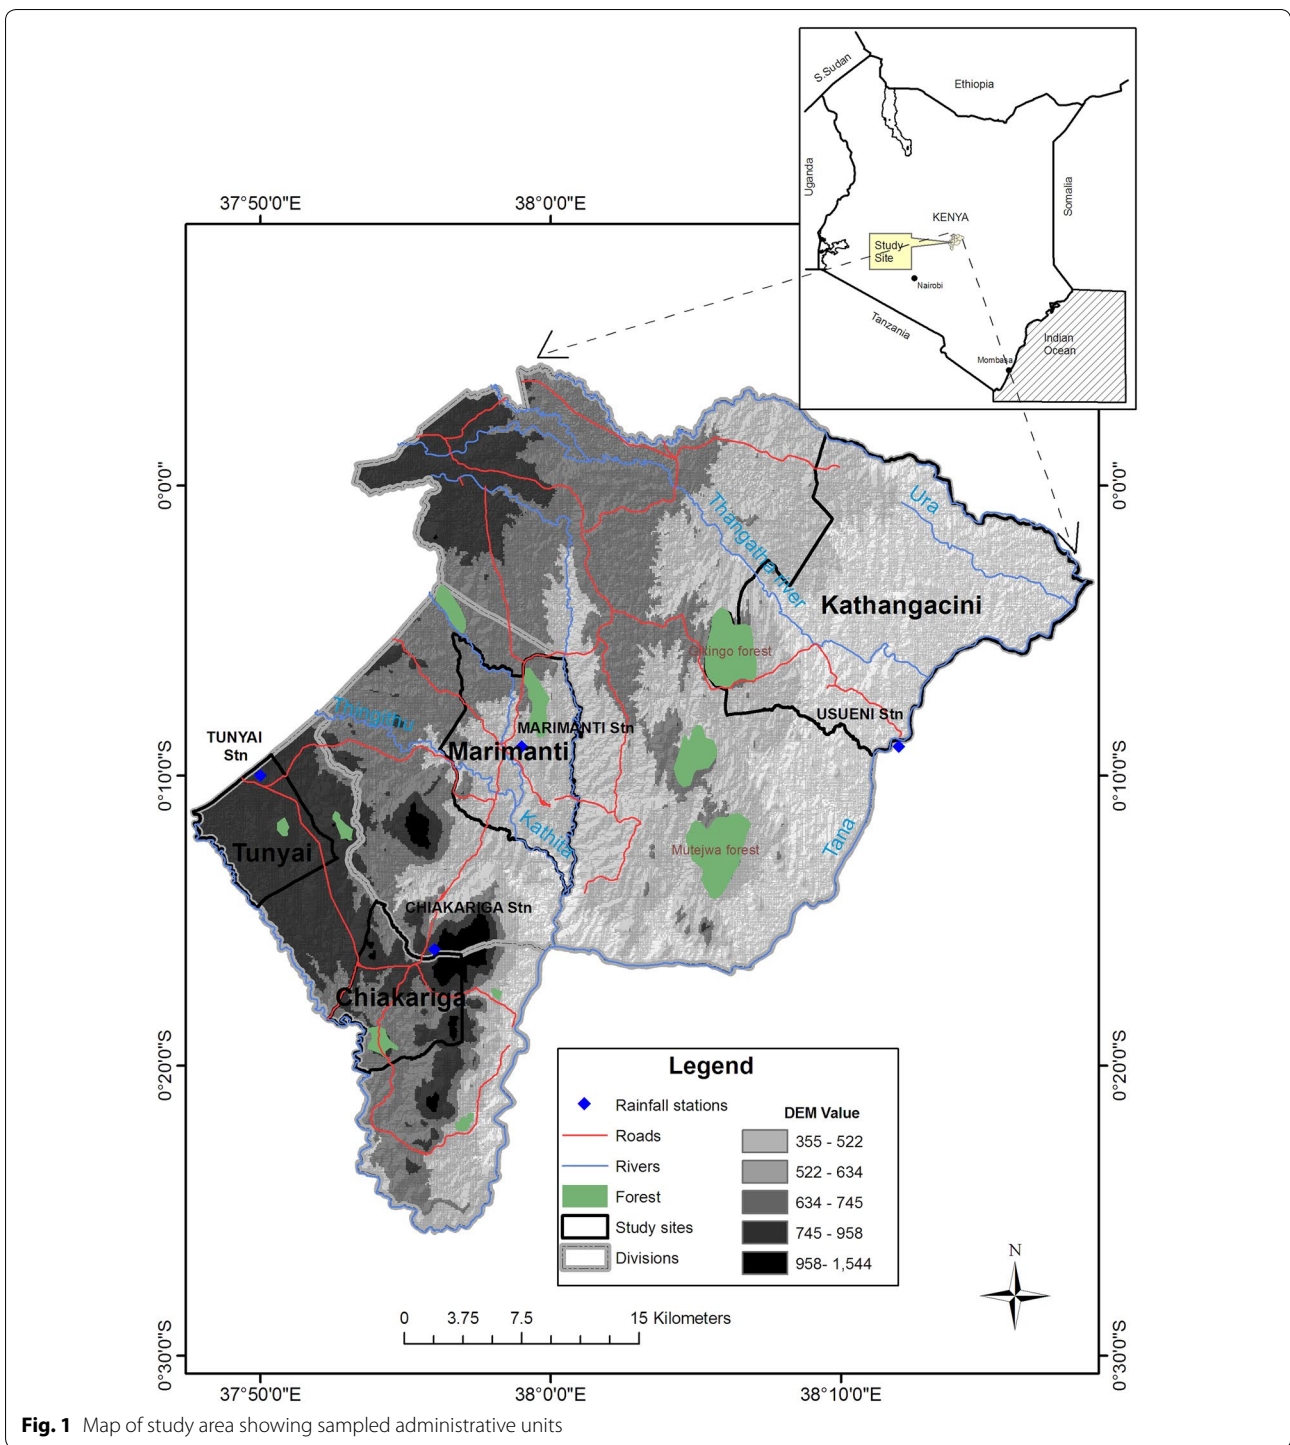 S.Sudan
Ethiopia
Uganda
Somalia
KENYA
Study
Site
Nairobi
Tanzania
Indian
Ocean
Mombasa
37°50'0"E
38°0'0"E
0°0'0"
0°0'0"
Ura
Thangatha river
Kathangacini
Gikingo forest
Thingithu
USUENI Stn
MARIMANTI Stn
TUNYAI
Stn
Marimanti
0°10'0"S
0°10'0"S
Kathita
Tana
Tunyai
Mutejwa forest
CHIAKARIGA Stn
Chiakariga
0°20'0"S
0°20'0"S
Legend
Rainfall stations
Roads
Rivers
Forest
Study sites
Divisions
DEM Value
355 - 522
522 - 634
634 - 745
745 - 958
958- 1,544
N
0 3.75 7.5 15 Kilometers
0°30'0"S
0°30'0"S
37°50'0"E
38°0'0"E
38°10'0"E
Fig. 1 Map of study area showing sampled administrative units